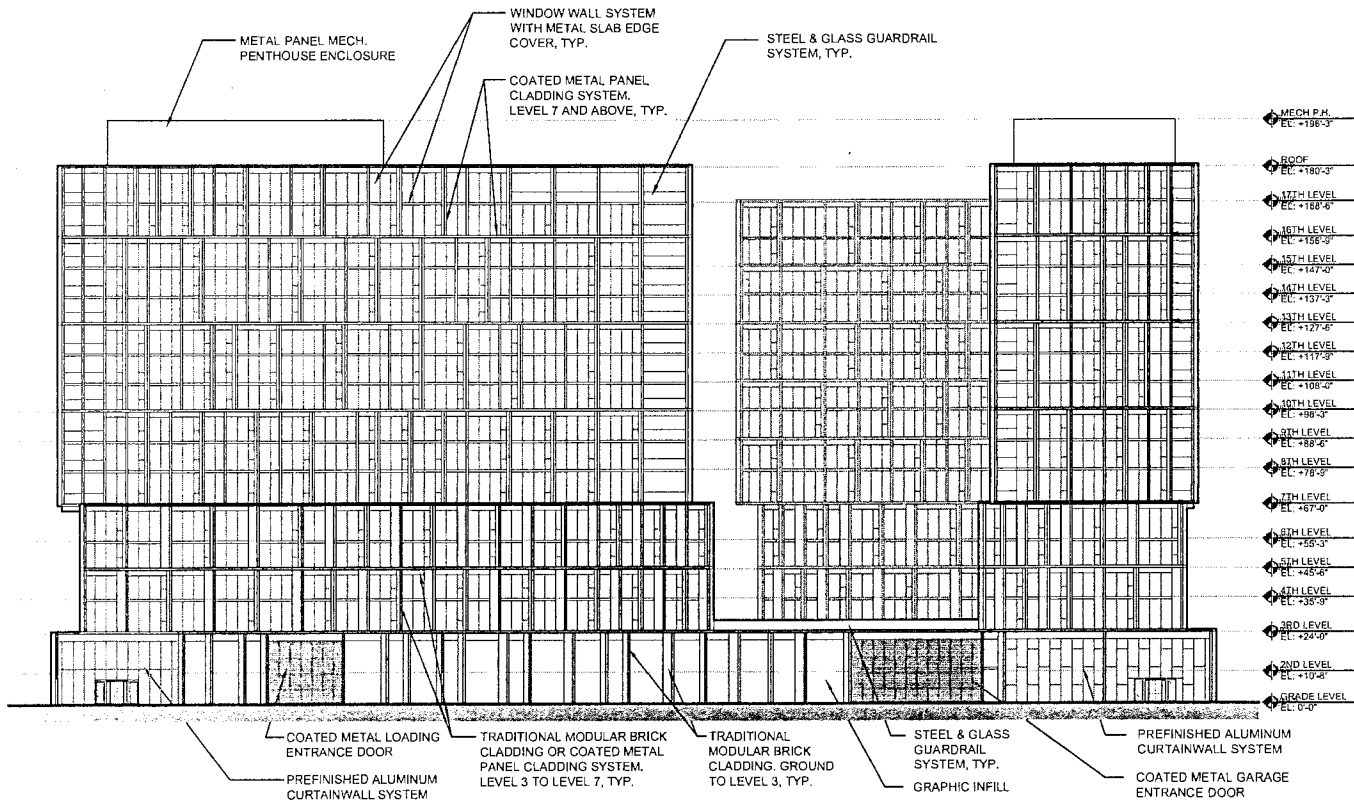 WINDOW WALL SYSTEM
WITH METAL SLAB EDGE
COVER, TYP.
METAL PANEL MECH.
PENTHOUSE ENCLOSURE
STEEL & GLASS GUARDRAIL
SYSTEM, TYP.
COATED METAL PANEL
CLADDING SYSTEM.
LEVEL 7 AND ABOVE, TYP.
MECH P.H.
EL: +196'-3"
ROOF
EL: +180'-3"
17TH LEVEL
EL: +168'-6"
16TH LEVEL
EL: +156'-9"
15TH LEVEL
EL: +147'-0"
14TH LEVEL
EL: +137'-3"
13TH LEVEL
EL: +127'-6"
12TH LEVEL
EL: +117'-9"
11TH LEVEL
EL: +108'-0"
10TH LEVEL
EL: +98'-3"
9TH LEVEL
EL: +88'-6"
8TH LEVEL
EL: +78'-9"
7TH LEVEL
EL: +67'-0"
6TH LEVEL
EL: +55'-3"
5TH LEVEL
EL: +45'-6"
4TH LEVEL
EL: +35'-9"
3RD LEVEL
EL: +24'-0"
2ND LEVEL
EL: +10'-8"
GRADE LEVEL
EL: 0'-0"
COATED METAL LOADING
ENTRANCE DOOR
PREFINISHED ALUMINUM
CURTAINWALL SYSTEM
TRADITIONAL MODULAR BRICK
CLADDING OR COATED METAL
PANEL CLADDING SYSTEM.
LEVEL 3 TO LEVEL 7, TYP.
TRADITIONAL
MODULAR BRICK
CLADDING. GROUND
TO LEVEL 3, TYP.
STEEL & GLASS
GUARDRAIL
SYSTEM, TYP.
GRAPHIC INFILL
PREFINISHED ALUMINUM
CURTAINWALL SYSTEM
COATED METAL GARAGE
ENTRANCE DOOR